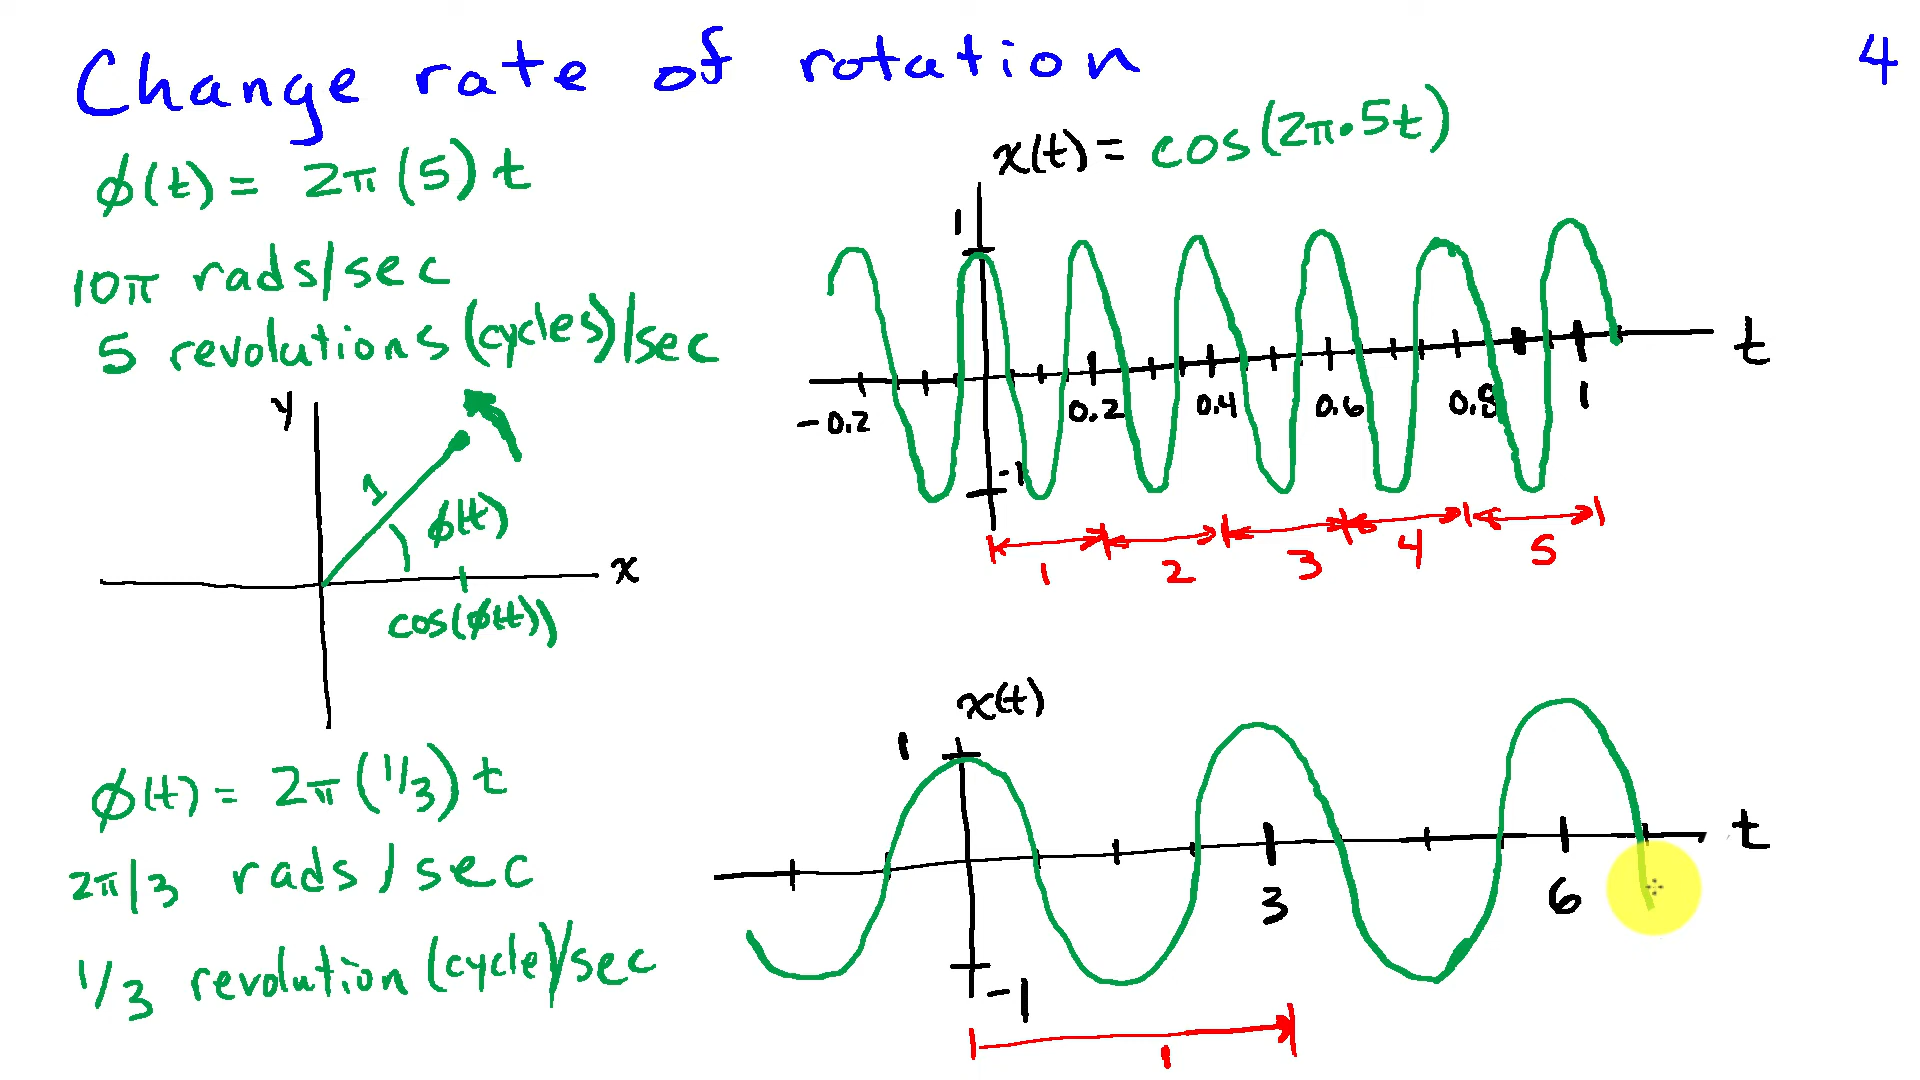 Change rate of rotation
4
φ(t) = 2π(5)t
10π rads/sec
5 revolutions (cycles)/sec
y
1
φ(t)
x
cos(φ(t))
φ(t) = 2π(1/3)t
2π/3 rads/sec
1/3 revolution (cycle)/sec
x(t) = cos(2π•5t)
1
t
-0.2
0.2
0.4
0.6
0.8
1
-1
1
2
3
4
5
x(t)
1
t
3
6
-1
1